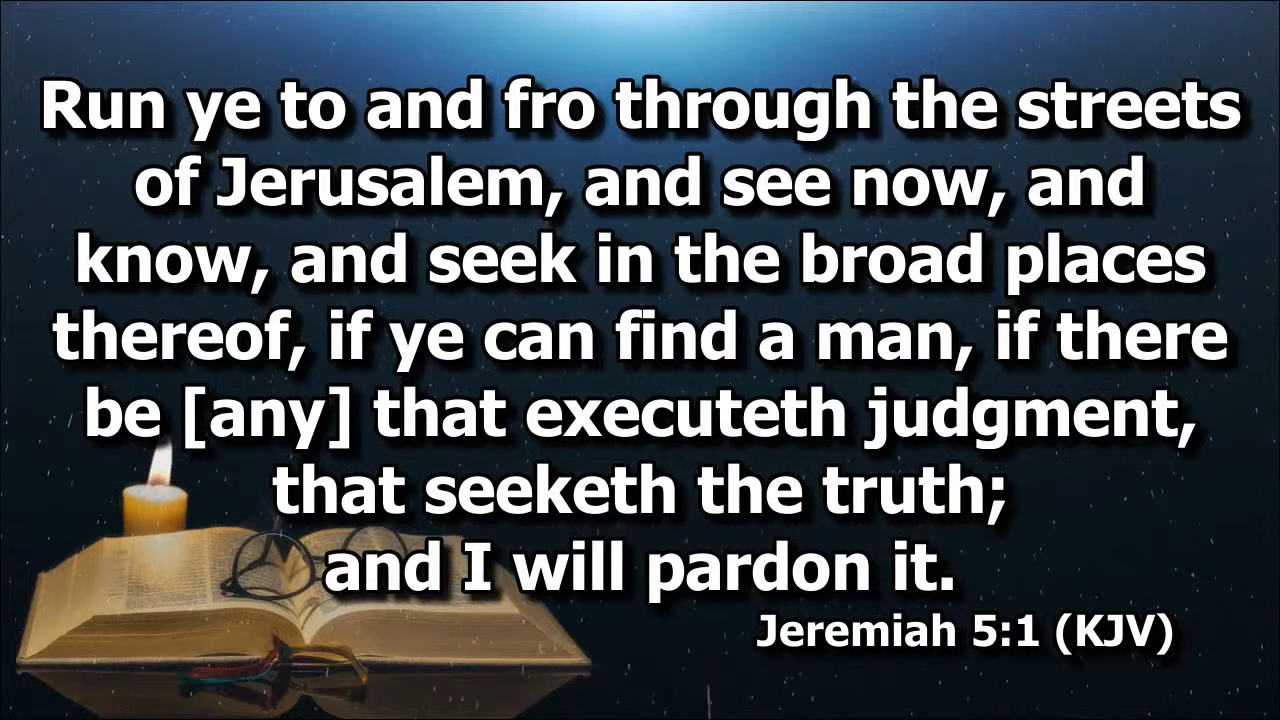 Run ye to and fro through the streets
of Jerusalem, and see now, and
know, and seek in the broad places
thereof, if ye can find a man, if there
be [any] that executeth judgment,
that seeketh the truth;
and I will pardon it.
Jeremiah 5:1 (KJV)